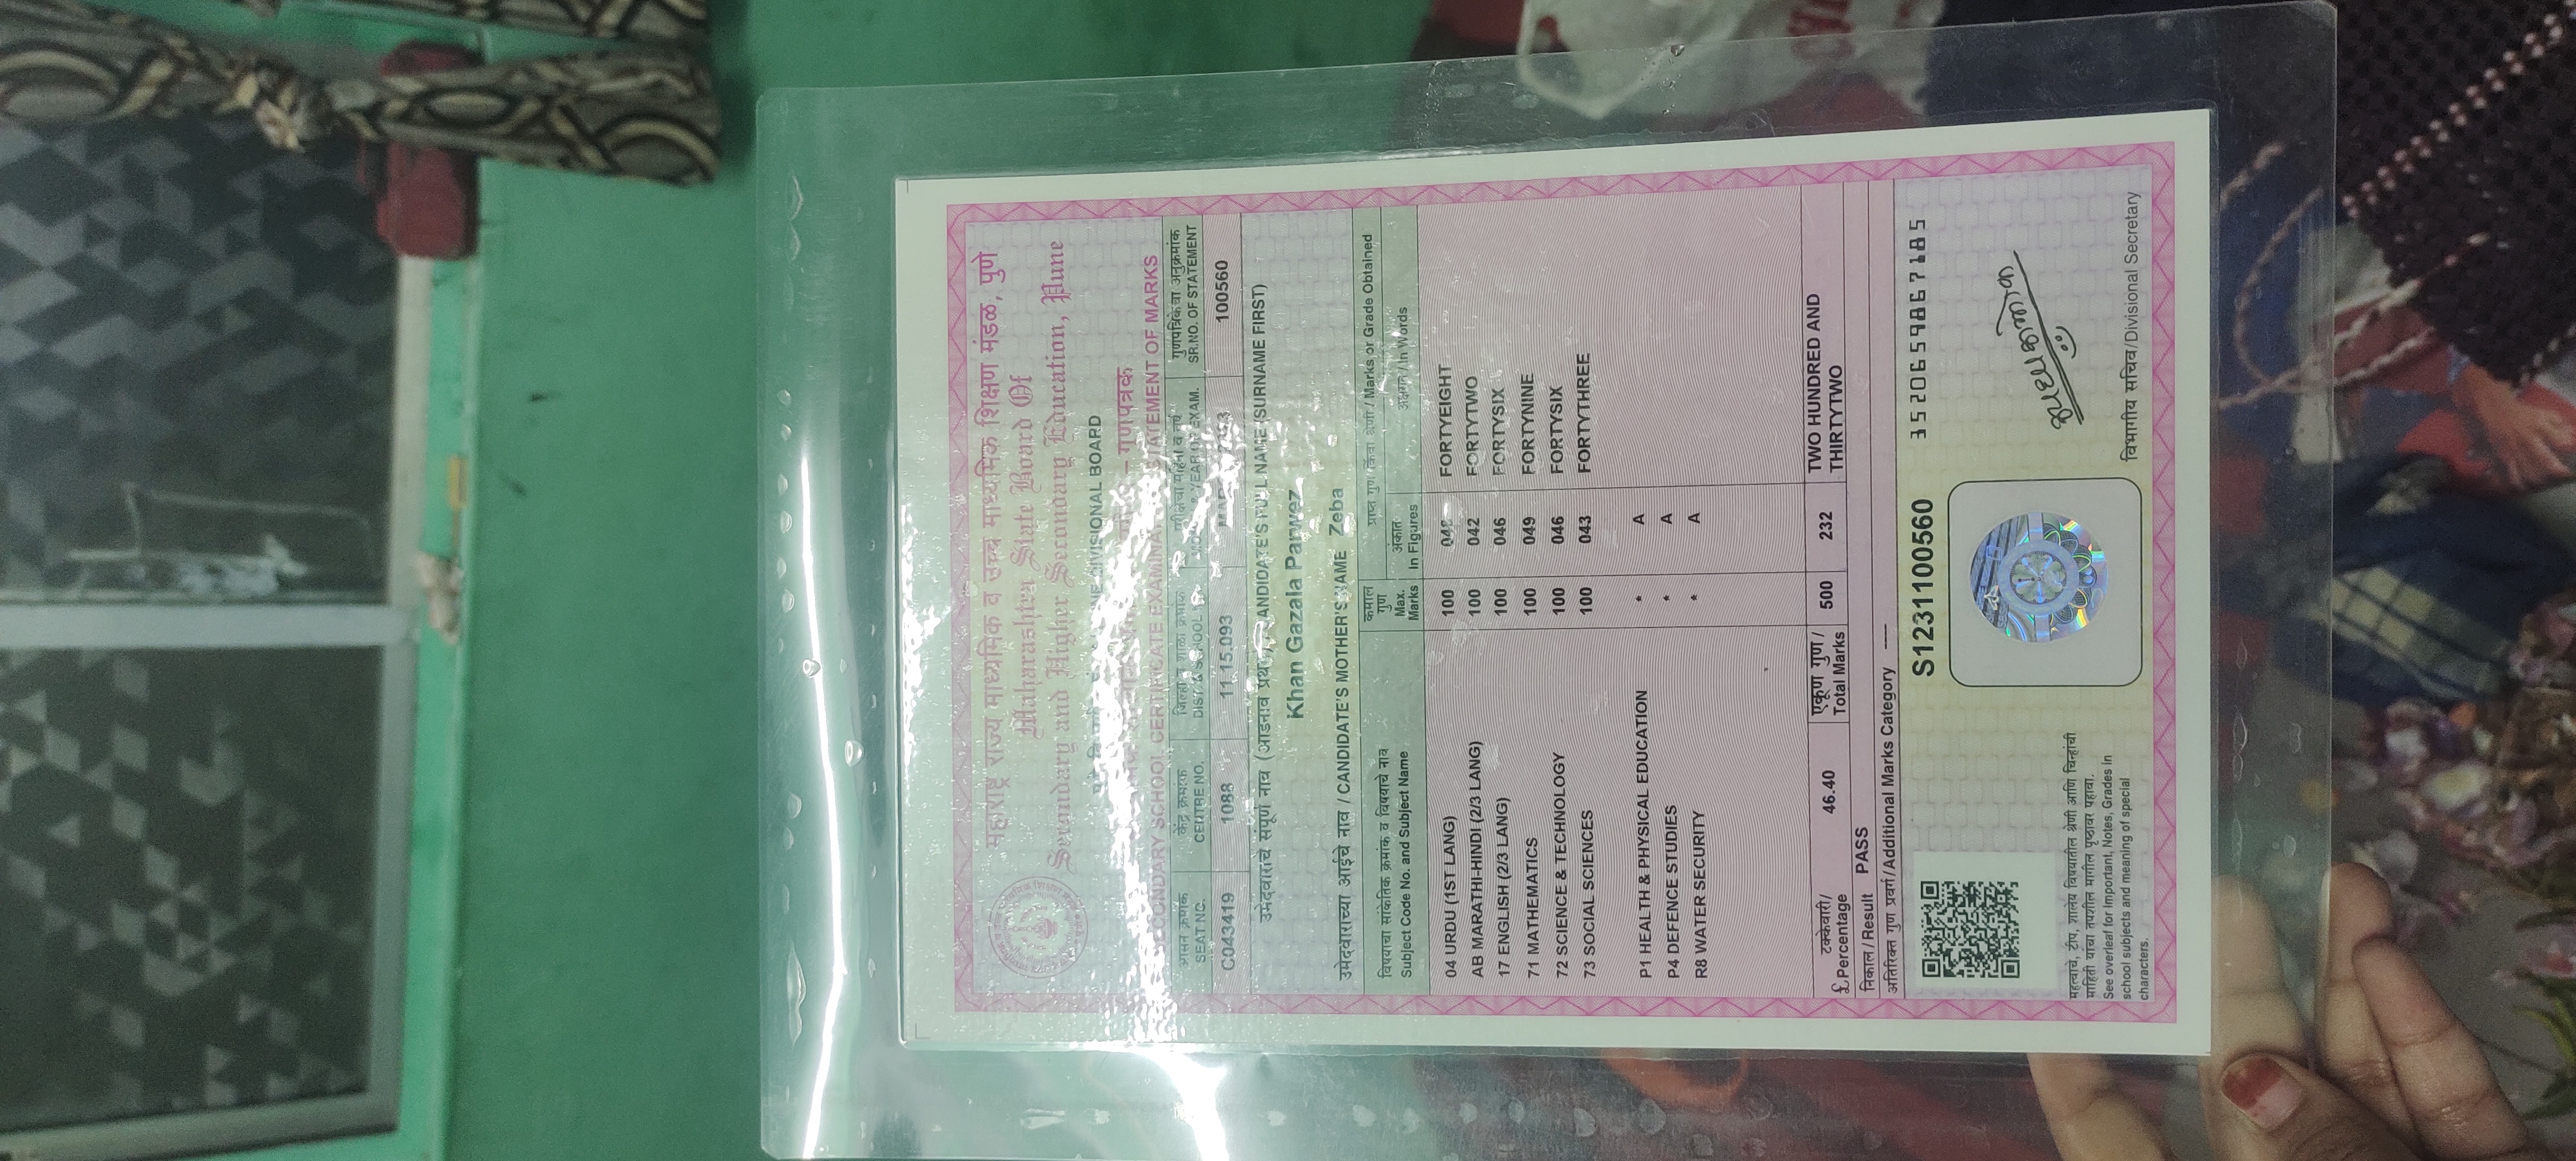 महाराष्ट्र राज्य माध्यमिक व उच्च माध्यमिक शिक्षण मंडळ, पुणे
Maharashtra State Board Of
Secondary and Higher Secondary Education, Pune
DIVISIONAL BOARD
गुणपत्रक
SECONDARY SCHOOL CERTIFICATE EXAMINATION STATEMENT OF MARKS
आसन क्रमांक केंद्र क्रमांक जिल्हा व शाळा क्रमांक परीक्षेचा महिना व वर्ष गुणपत्रिकेचा अनुक्रमांक
SEAT NO. CENTRE NO. DIST. & SCHOOL YEAR OF EXAM. SR.NO. OF STATEMENT
C043419 1088 11.15.093 100560
उमेदवाराचे संपूर्ण नाव (आडनाव प्रथम) / CANDIDATE'S FULL NAME (SURNAME FIRST)
Khan Gazala Parwez
उमेदवाराच्या आईचे नाव / CANDIDATE'S MOTHER'S NAME Zeba
विषयाचा सांकेतिक क्रमांक व विषयाचे नाव
Subject Code No. and Subject Name
कमाल गुण
Max. Marks
प्राप्त गुण किंवा श्रेणी / Marks or Grade Obtained
अंकात
In Figures
अक्षरात / In Words
04 URDU (1ST LANG) 100 048 FORTYEIGHT
AB MARATHI-HINDI (2/3 LANG) 100 042 FORTYTWO
17 ENGLISH (2/3 LANG) 100 046 FORTYSIX
71 MATHEMATICS 100 049 FORTYNINE
72 SCIENCE & TECHNOLOGY 100 046 FORTYSIX
73 SOCIAL SCIENCES 100 043 FORTYTHREE
P1 HEALTH & PHYSICAL EDUCATION * A
P4 DEFENCE STUDIES * A
R8 WATER SECURITY * A
टक्केवारी/ एकूण गुण / TWO HUNDRED AND
£ Percentage 46.40 Total Marks 500 232 THIRTYTWO
निकाल / Result PASS
अतिरिक्त गुण प्रवर्ग / Additional Marks Category ----
S123110056​0 3520659867185
महत्वाचे, टीप, शालेय विषयातील श्रेणी आणि चिन्हांची
माहिती यांचा तपशील मागील पृष्ठावर पहावा.
See overleaf for Important, Notes, Grades in
school subjects and meaning of special
characters.
विभागीय सचिव/Divisional Secretary